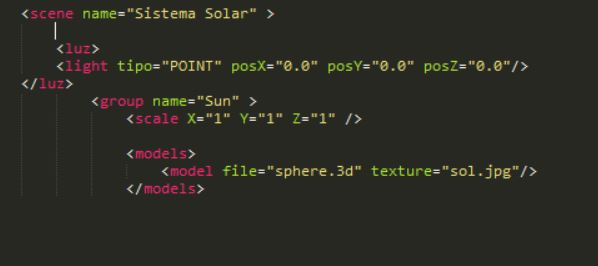 <scene name="Sistema Solar" >
<luz>
<light tipo="POINT" posX="0.0" posY="0.0" posZ="0.0"/>
</luz>
<group name="Sun" >
<scale X="1" Y="1" Z="1" />
<models>
<model file="sphere.3d" texture="sol.jpg"/>
</models>